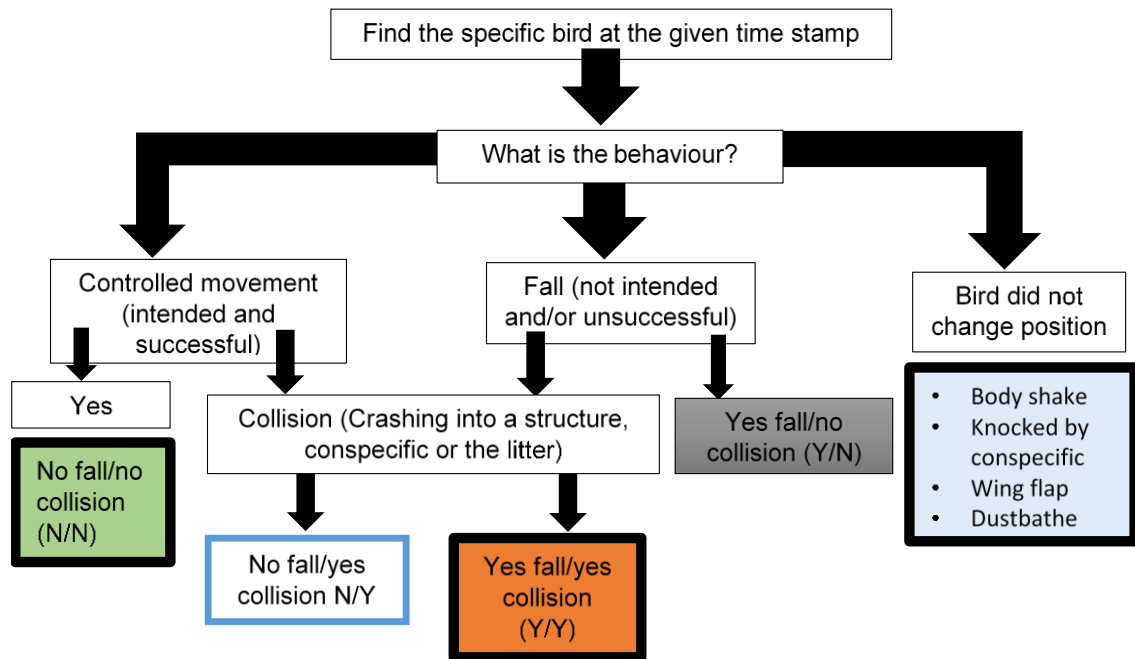 Find the specific bird at the given time stamp
What is the behaviour?
Controlled movement
(intended and
successful)
Fall (not intended
and/or unsuccessful)
Bird did not
change position
Yes
Collision (Crashing into a structure,
conspecific or the litter)
Yes fall/no
collision (Y/N)
• Body shake
• Knocked by
conspecific
• Wing flap
• Dustbathe
No fall/no
collision
(N/N)
No fall/yes
collision N/Y
Yes fall/yes
collision
(Y/Y)